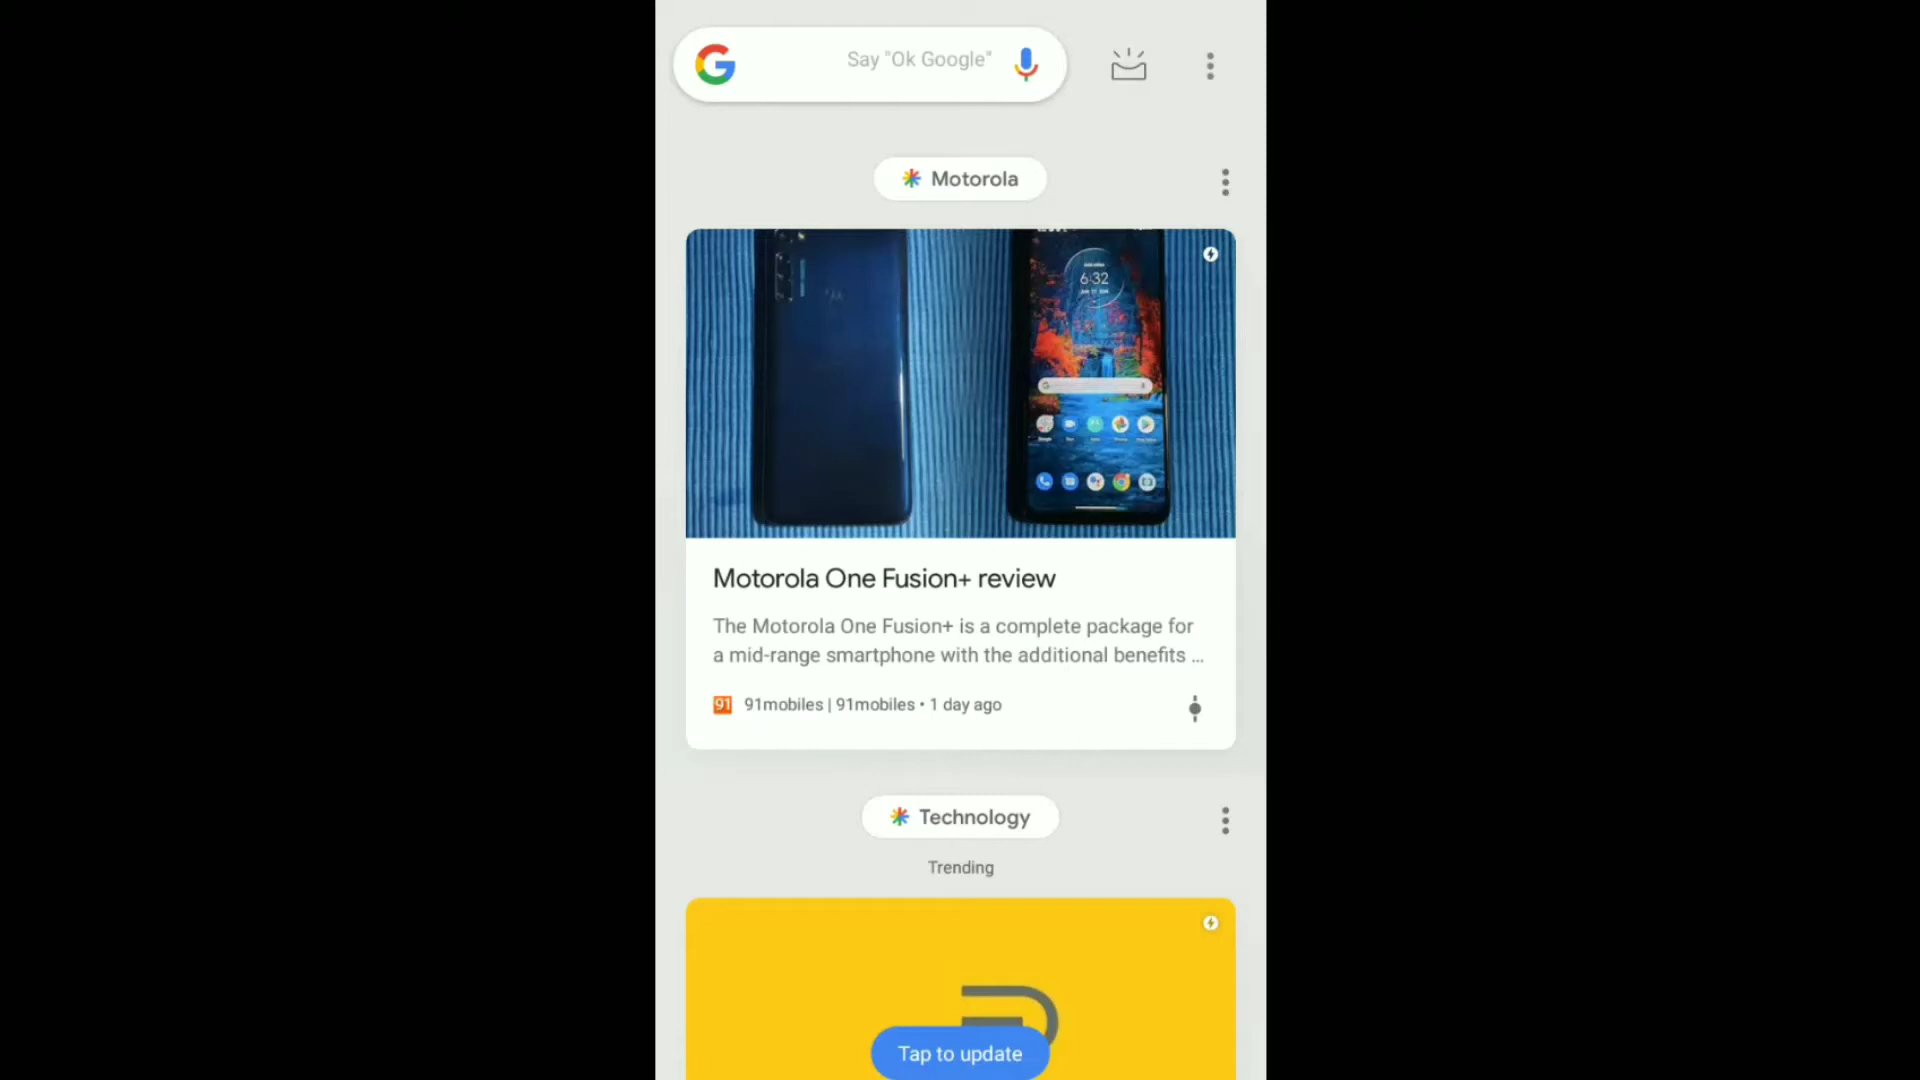 Say "Ok Google"
Motorola
6:32
Motorola One Fusion+ review
The Motorola One Fusion+ is a complete package for
a mid-range smartphone with the additional benefits ...
91 91mobiles | 91mobiles • 1 day ago
Technology
Trending
Tap to update